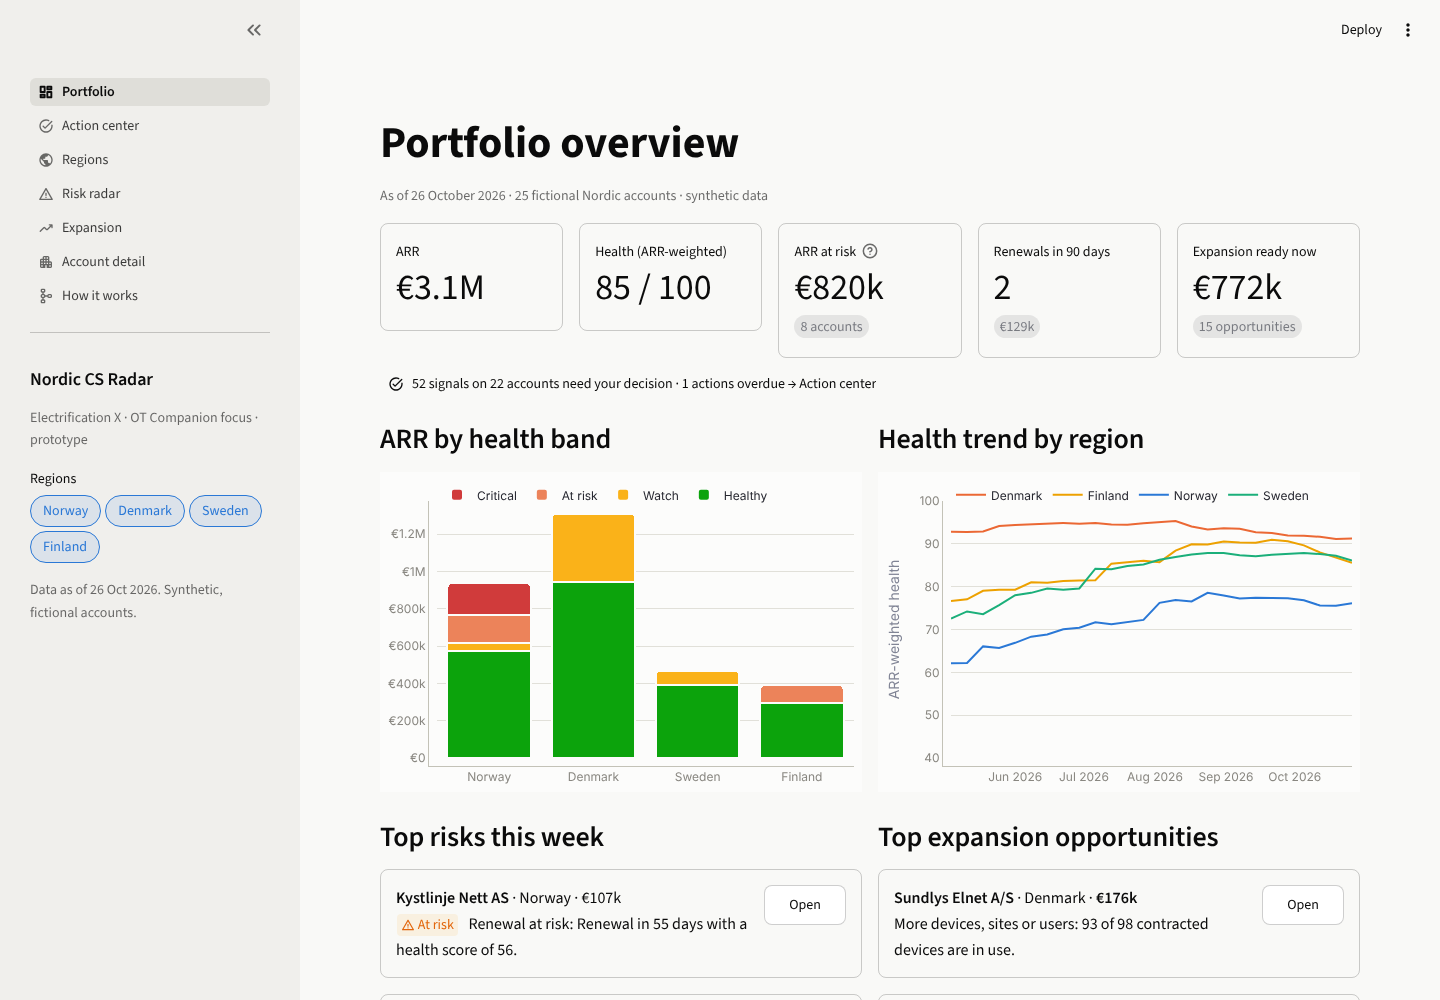 Deploy
Portfolio
Action center
Regions
Risk radar
Expansion
Account detail
How it works
Nordic CS Radar
Electrification X · OT Companion focus ·
prototype
Regions
Norway
Denmark
Sweden
Finland
Data as of 26 Oct 2026. Synthetic,
fictional accounts.
Portfolio overview
As of 26 October 2026 · 25 fictional Nordic accounts · synthetic data
ARR
€3.1M
Health (ARR-weighted)
85 / 100
ARR at risk
€820k
8 accounts
Renewals in 90 days
2
€129k
Expansion ready now
€772k
15 opportunities
52 signals on 22 accounts need your decision · 1 actions overdue → Action center
ARR by health band
Critical At risk Watch Healthy
€1.2M
€1M
€800k
€600k
€400k
€200k
€0
Norway Denmark Sweden Finland
Health trend by region
Denmark Finland Norway Sweden
ARR-weighted health
100
90
80
70
60
50
40
Jun 2026 Jul 2026 Aug 2026 Sep 2026 Oct 2026
Top risks this week
Kystlinje Nett AS · Norway · €107k
At risk Renewal at risk: Renewal in 55 days with a
health score of 56.
Open
Top expansion opportunities
Sundlys Elnet A/S · Denmark · €176k
More devices, sites or users: 93 of 98 contracted
devices are in use.
Open